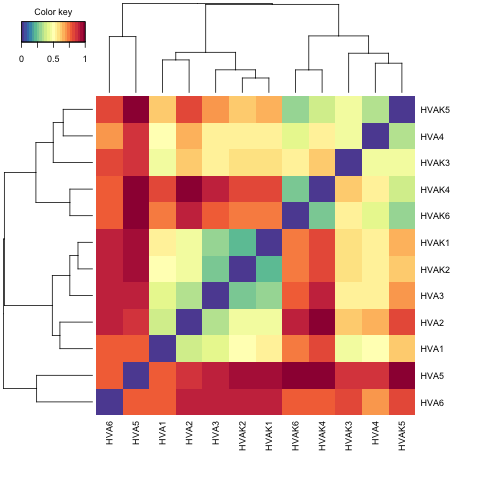 Color key
0 0.5 1
HVAK5
HVA4
HVAK3
HVAK4
HVAK6
HVAK1
HVAK2
HVA3
HVA2
HVA1
HVA5
HVA6
HVA6 HVA5 HVA1 HVA2 HVA3 HVAK2 HVAK1 HVAK6 HVAK4 HVAK3 HVA4 HVAK5